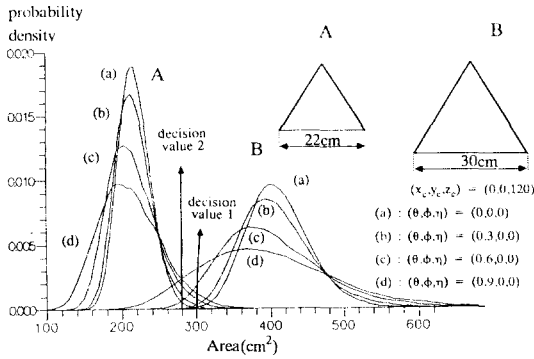 probability
density
0.020
0.015
0.010
0.005
0.000
100
200
300
400
500
600
Area(cm²)
(a)
A
(b)
(c)
(d)
decision
value 2
decision
value 1
B
(a)
(b)
(c)
(d)
A
22cm
B
30cm
(x_c,y_c,z_c) = (0,0,120)
(a) : (θ,ϕ,η) = (0,0,0)
(b) : (θ,ϕ,η) = (0.3,0,0)
(c) : (θ,ϕ,η) = (0.6,0,0)
(d) : (θ,ϕ,η) = (0.9,0,0)